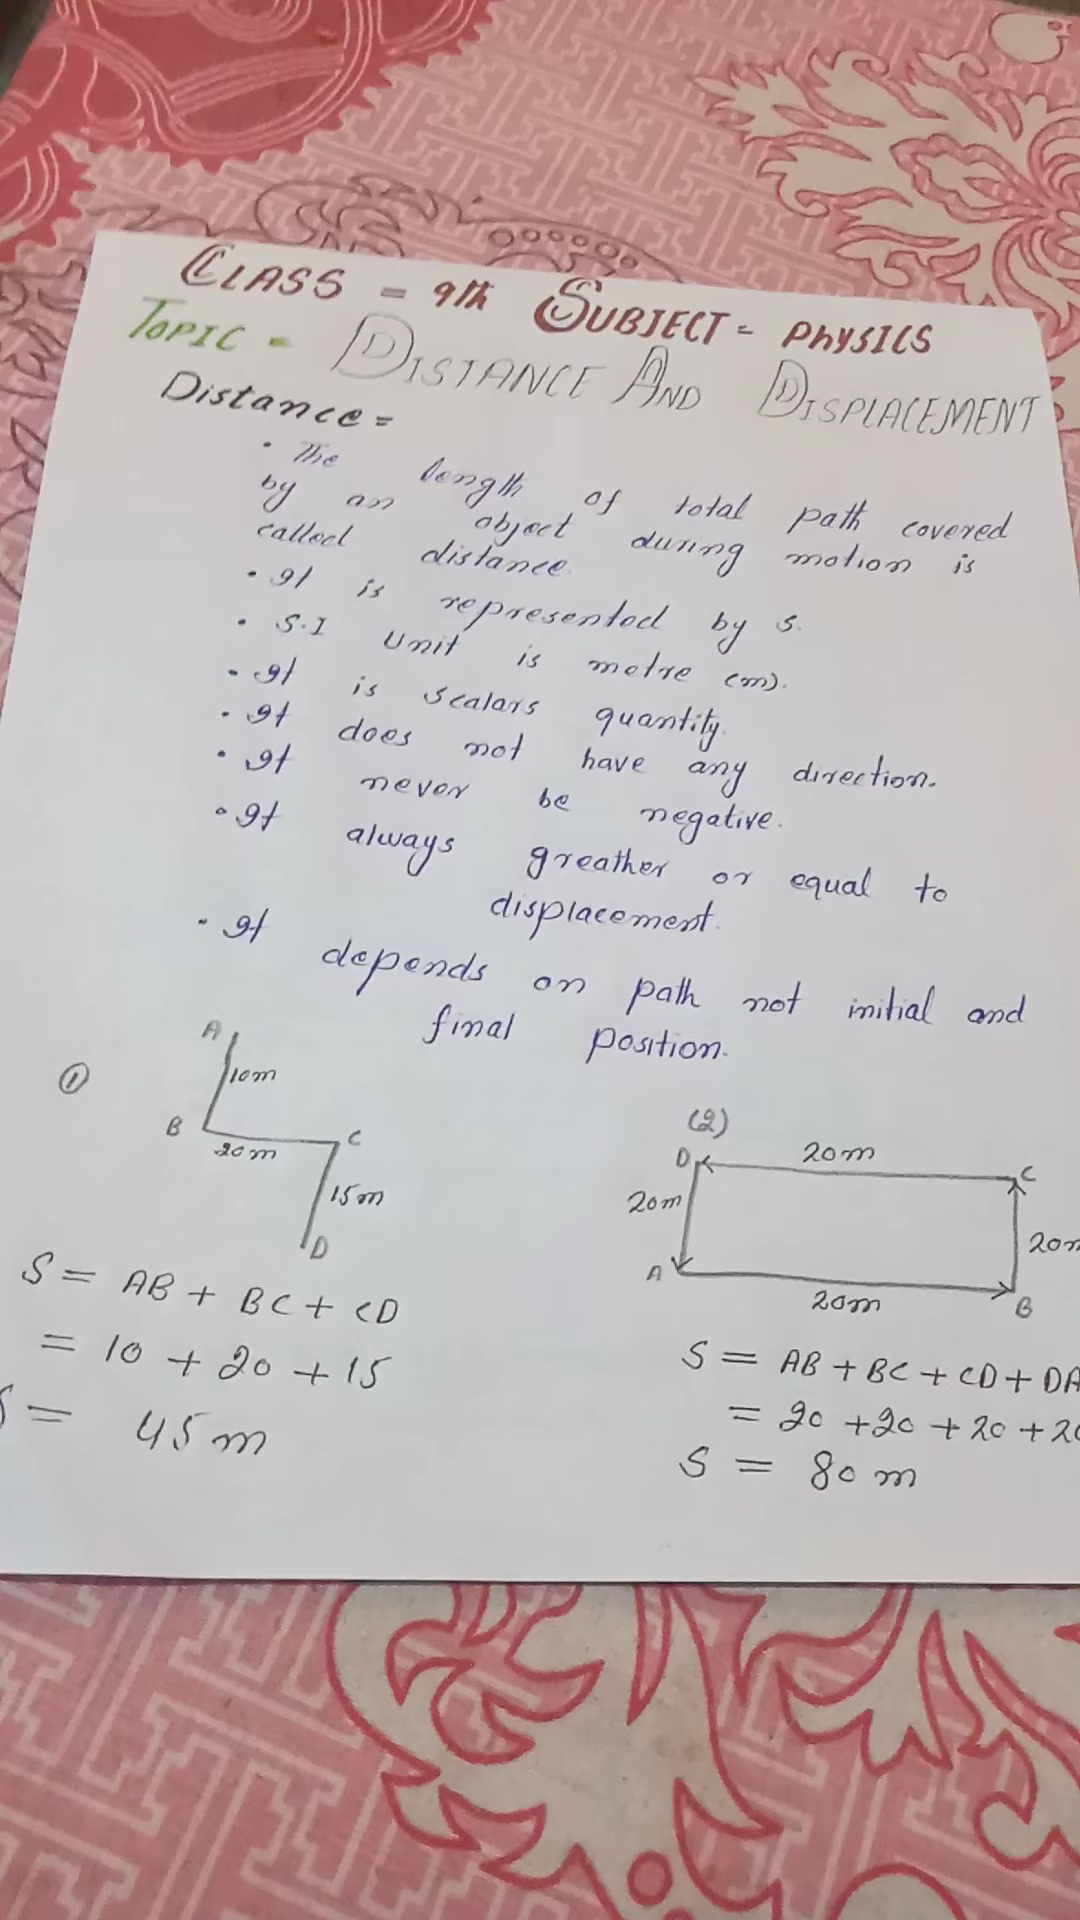 CLASS = 9th SUBJECT = PHYSICS
TOPIC = DISTANCE AND DISPLACEMENT
Distance =
• The length of total path covered
by an object during motion is
called distance.
• It is represented by s.
• S.I Unit is metre (m).
• It is scalars quantity.
• It does not have any direction.
• It never be negative.
• It always greather or equal to
displacement.
• It depends on path not initial and
final position.
①
A
10m
B
20m
C
15m
D
S = AB + BC + CD
= 10 + 20 + 15
S = 45 m
(2)
D 20m C
20m
20m
A 20m B
S = AB + BC + CD + DA
= 20 + 20 + 20 + 20
S = 80 m